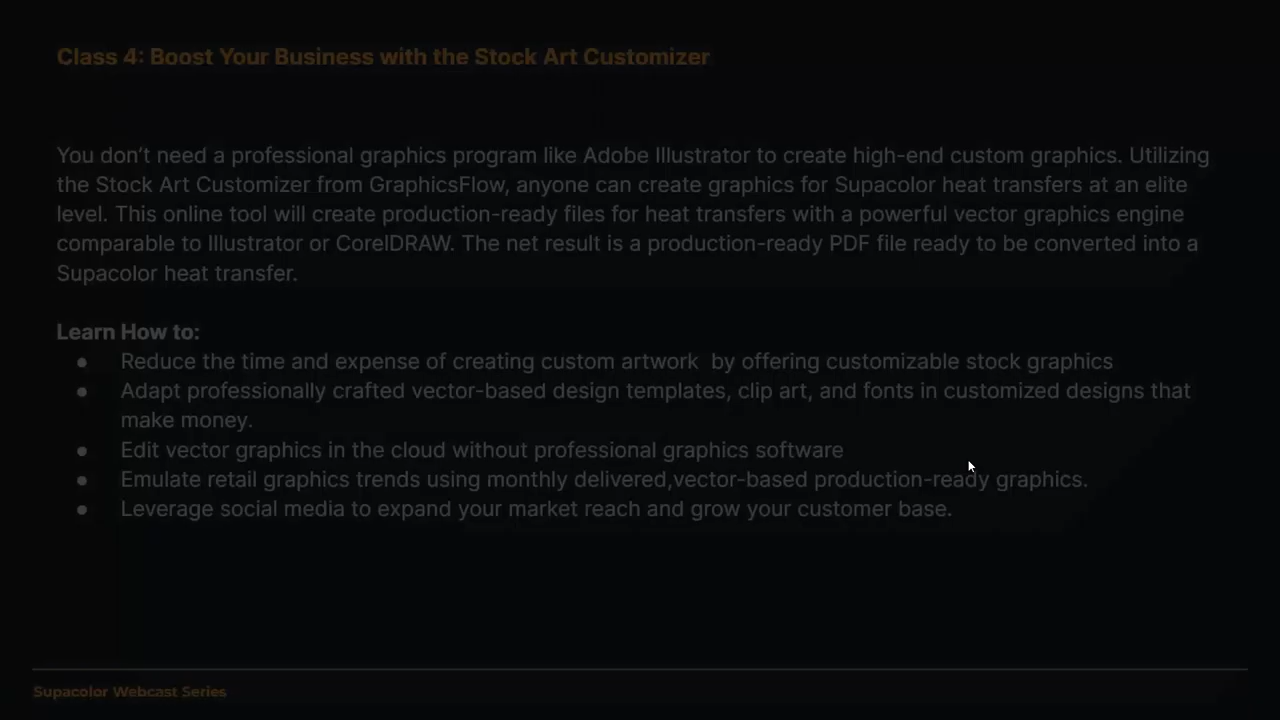 Class 4: Boost Your Business with the Stock Art Customizer
You don’t need a professional graphics program like Adobe Illustrator to create high-end custom graphics. Utilizing
the Stock Art Customizer from GraphicsFlow, anyone can create graphics for Supacolor heat transfers at an elite
level. This online tool will create production-ready files for heat transfers with a powerful vector graphics engine
comparable to Illustrator or CorelDRAW. The net result is a production-ready PDF file ready to be converted into a
Supacolor heat transfer.
Learn How to:
● Reduce the time and expense of creating custom artwork  by offering customizable stock graphics
● Adapt professionally crafted vector-based design templates, clip art, and fonts in customized designs that
make money.
● Edit vector graphics in the cloud without professional graphics software
● Emulate retail graphics trends using monthly delivered,vector-based production-ready graphics.
● Leverage social media to expand your market reach and grow your customer base.
Supacolor Webcast Series